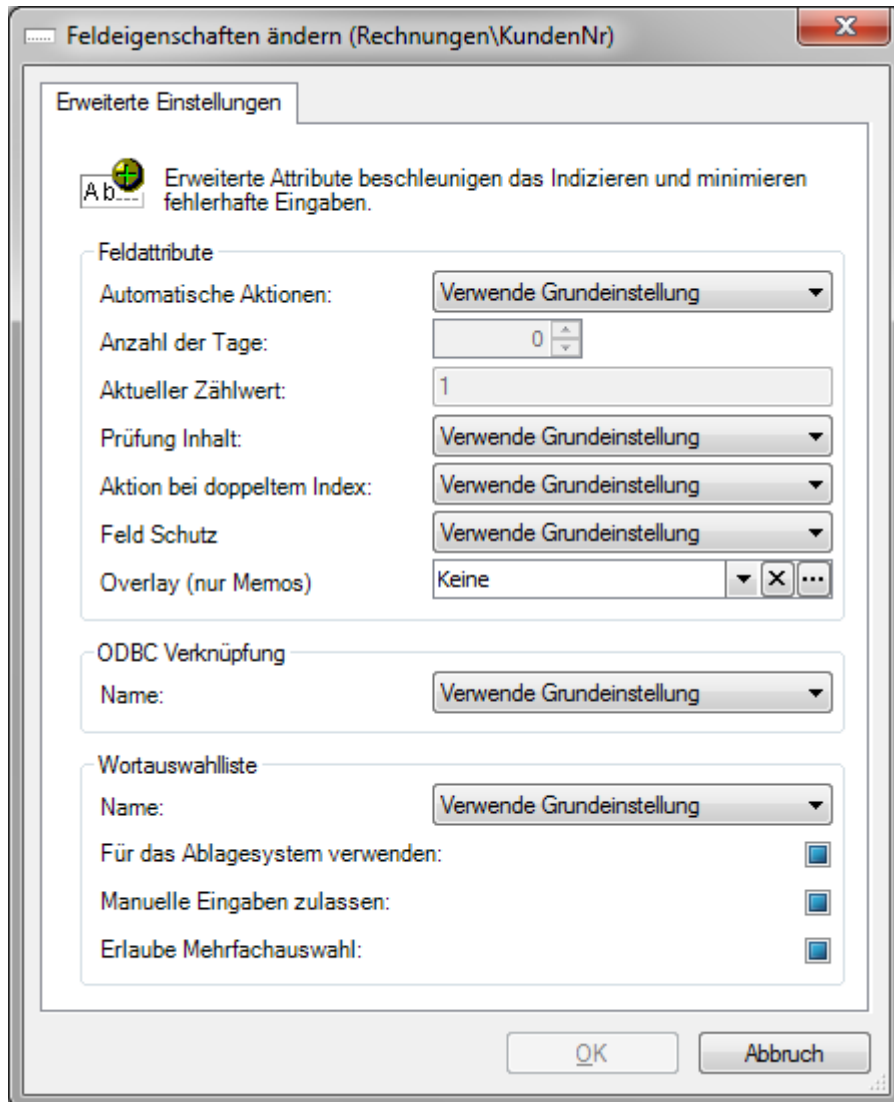 Feldeigenschaften ändern (Rechnungen\KundenNr)
Erweiterte Einstellungen
Ab
Erweiterte Attribute beschleunigen das Indizieren und minimieren
fehlerhafte Eingaben.
Feldattribute
Automatische Aktionen: Verwende Grundeinstellung
Anzahl der Tage: 0
Aktueller Zählwert: 1
Prüfung Inhalt: Verwende Grundeinstellung
Aktion bei doppeltem Index: Verwende Grundeinstellung
Feld Schutz Verwende Grundeinstellung
Overlay (nur Memos) Keine
ODBC Verknüpfung
Name: Verwende Grundeinstellung
Wortauswahlliste
Name: Verwende Grundeinstellung
Für das Ablagesystem verwenden:
Manuelle Eingaben zulassen:
Erlaube Mehrfachauswahl:
OK Abbruch